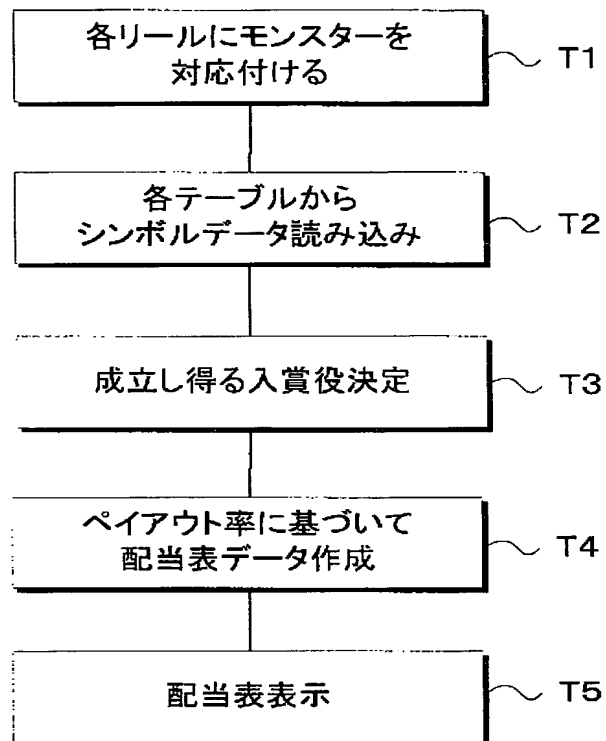 各リールにモンスターを
対応付ける
T1
各テーブルから
シンボルデータ読み込み
T2
成立し得る入賞役決定
T3
ペイアウト率に基づいて
配当表データ作成
T4
配当表表示
T5